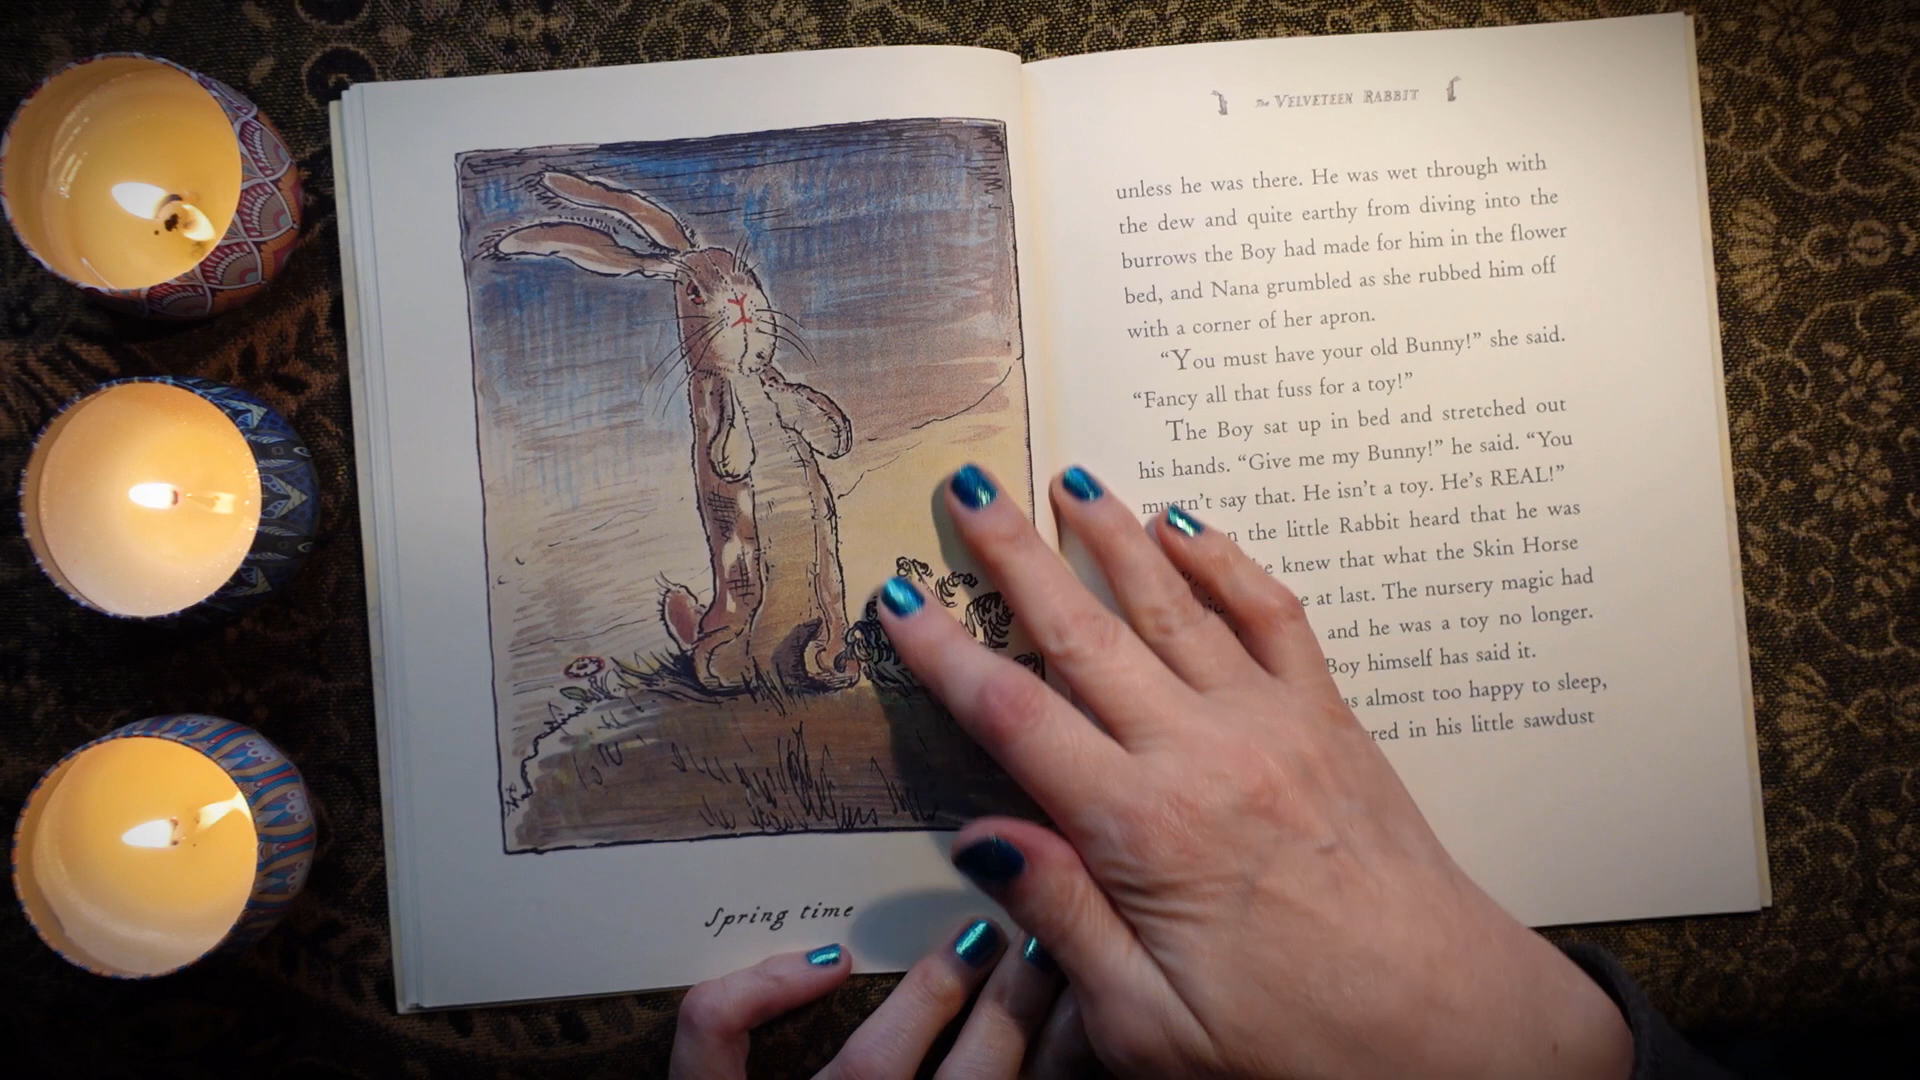 Spring time
The VELVETEEN RABBIT
unless he was there. He was wet through with
the dew and quite earthy from diving into the
burrows the Boy had made for him in the flower
bed, and Nana grumbled as she rubbed him off
with a corner of her apron.
“You must have your old Bunny!” she said.
“Fancy all that fuss for a toy!”
The Boy sat up in bed and stretched out
his hands. “Give me my Bunny!” he said. “You
mustn’t say that. He isn’t a toy. He’s REAL!”
the little Rabbit heard that he was
knew that what the Skin Horse
at last. The nursery magic had
and he was a toy no longer.
Boy himself has said it.
almost too happy to sleep,
in his little sawdust